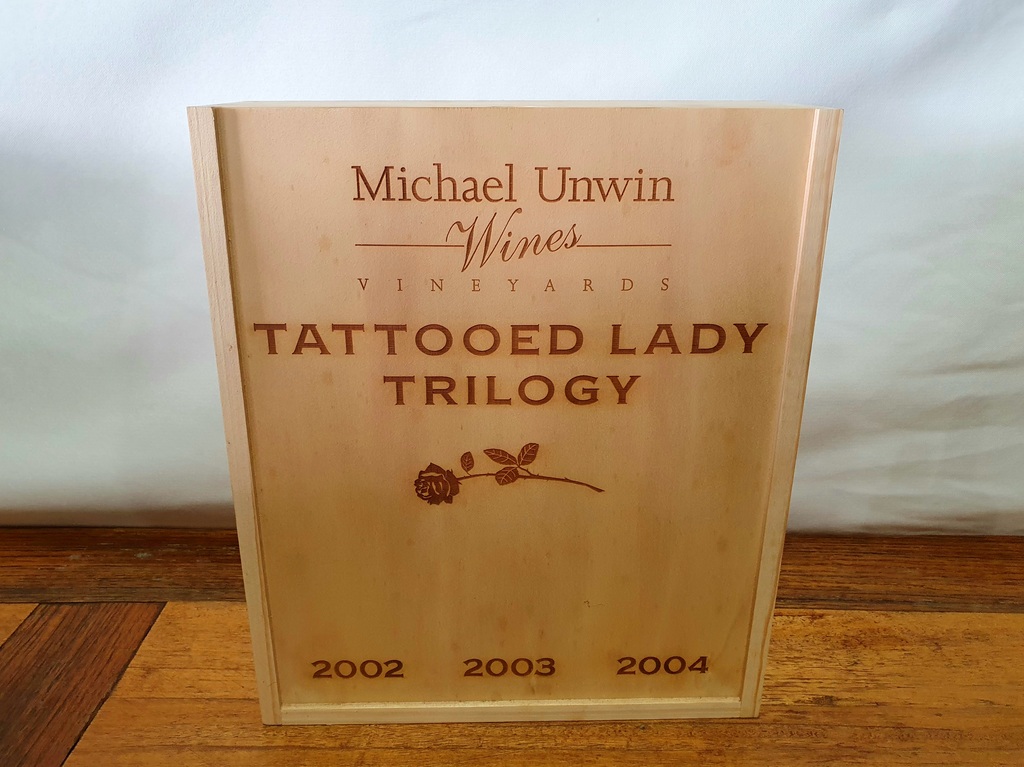 Michael Unwin
Wines
VINEYARDS
TATTOOED LADY
TRILOGY
2002 2003 2004